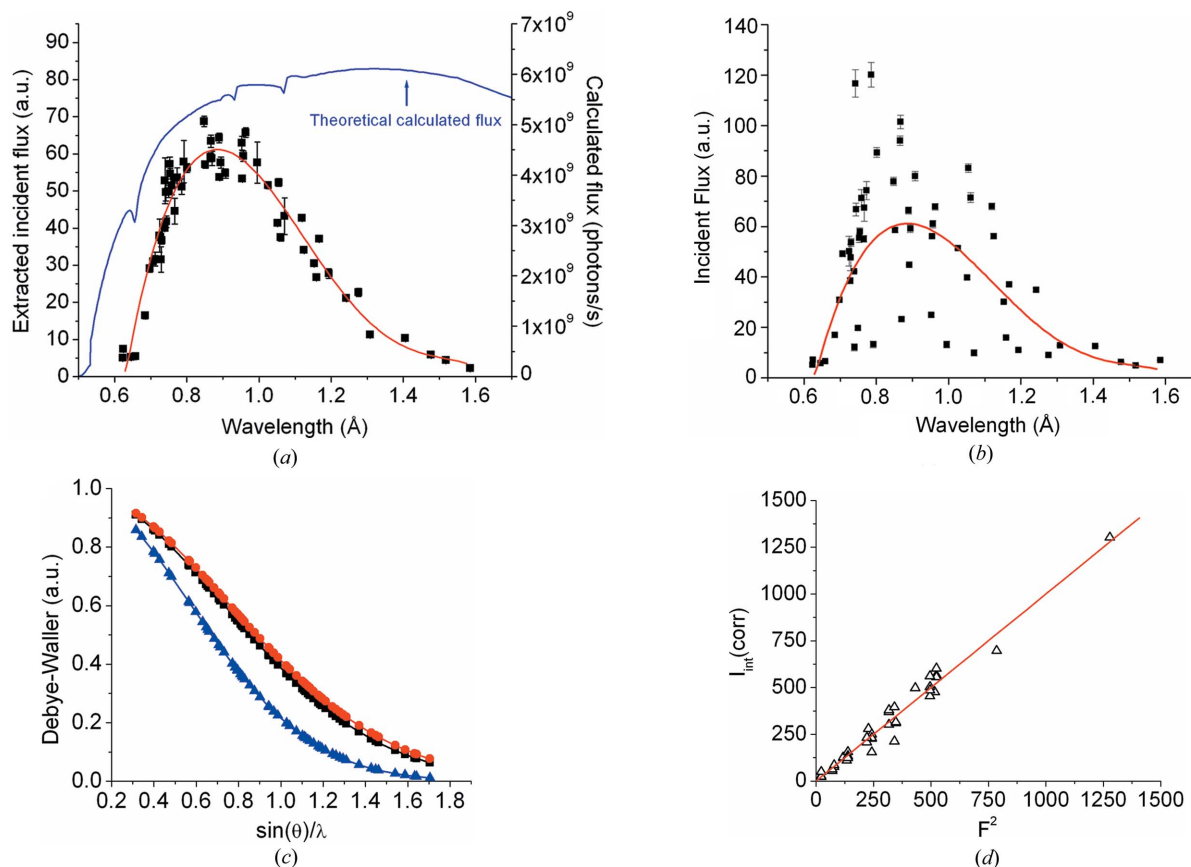 Extracted incident flux (a.u.)
90
85
80
70
60
50
40
30
20
10
0
7x10⁹
6x10⁹
5x10⁹
4x10⁹
3x10⁹
2x10⁹
1x10⁹
0
Calculated flux (photons/s)
Theoretical calculated flux
0.6 0.8 1.0 1.2 1.4 1.6
Wavelength (Å)
(a)
Incident Flux (a.u.)
140
120
100
80
60
40
20
0
0.6 0.8 1.0 1.2 1.4 1.6
Wavelength (Å)
(b)
Debye-Waller (a.u.)
1.0
0.8
0.6
0.4
0.2
0.0
0.2 0.4 0.6 0.8 1.0 1.2 1.4 1.6 1.8
sin(θ)/λ
(c)
I_int(corr)
1500
1250
1000
750
500
250
0
0 250 500 750 1000 1250 1500
F²
(d)